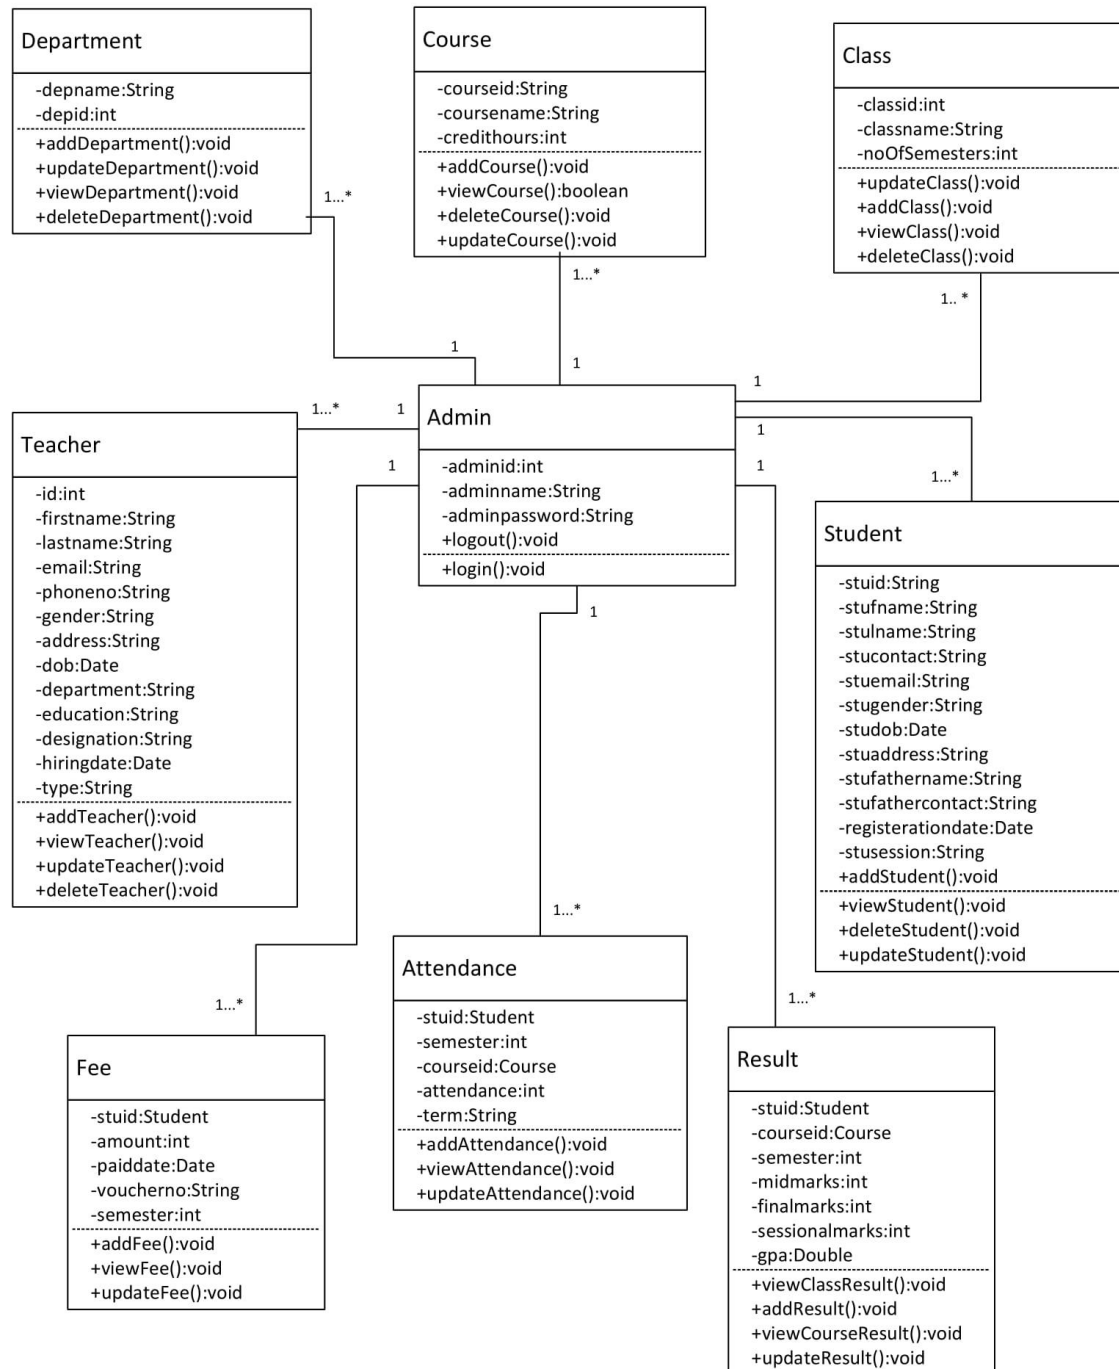 Department
-depname:String
-depid:int
+addDepartment():void
+updateDepartment():void
+viewDepartment():void
+deleteDepartment():void
1...*
1
Course
-courseid:String
-coursename:String
-credithours:int
+addCourse():void
+viewCourse():boolean
+deleteCourse():void
+updateCourse():void
1...*
1
Class
-classid:int
-classname:String
-noOfSemesters:int
+updateClass():void
+addClass():void
+viewClass():void
+deleteClass():void
1.. *
1
Teacher
-id:int
-firstname:String
-lastname:String
-email:String
-phoneno:String
-gender:String
-address:String
-dob:Date
-department:String
-education:String
-designation:String
-hiringdate:Date
-type:String
+addTeacher():void
+viewTeacher():void
+updateTeacher():void
+deleteTeacher():void
1...*
1
Admin
-adminid:int
-adminname:String
-adminpassword:String
+logout():void
+login():void
1
1
1
1
1...*
Student
-stuid:String
-stufname:String
-stulname:String
-stucontact:String
-stuemail:String
-stugender:String
-studob:Date
-stuaddress:String
-stufathername:String
-stufathercontact:String
-registerationdate:Date
-stusession:String
+addStudent():void
+viewStudent():void
+deleteStudent():void
+updateStudent():void
1...*
Fee
-stuid:Student
-amount:int
-paiddate:Date
-voucherno:String
-semester:int
+addFee():void
+viewFee():void
+updateFee():void
1...*
Attendance
-stuid:Student
-semester:int
-courseid:Course
-attendance:int
-term:String
+addAttendance():void
+viewAttendance():void
+updateAttendance():void
1...*
Result
-stuid:Student
-courseid:Course
-semester:int
-midmarks:int
-finalmarks:int
-sessionalmarks:int
-gpa:Double
+viewClassResult():void
+addResult():void
+viewCourseResult():void
+updateResult():void